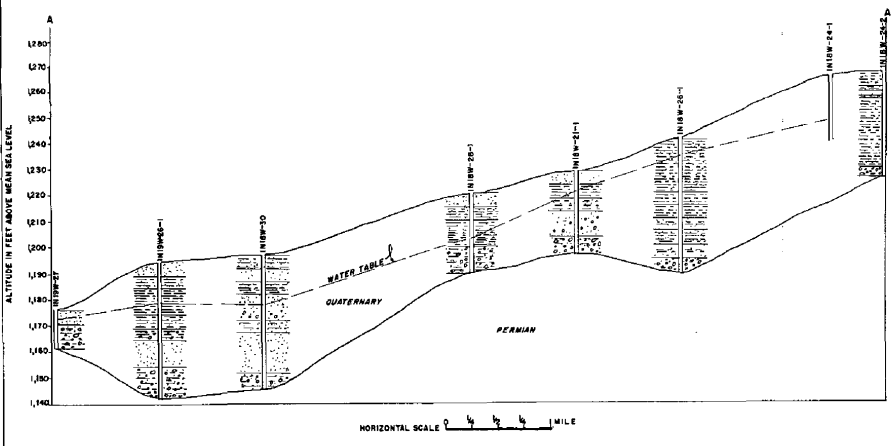 A
A
ALTITUDE IN FEET ABOVE MEAN SEA LEVEL
1,280
1,270
1,260
1,250
1,240
1,230
1,220
1,210
1,200
1,190
1,180
1,170
1,160
1,150
1,140
IN19W-27
IN19W-26-1
IN18W-30
IN18W-28-1
IN18W-21-1
IN18W-26-1
IN18W-24-1
IN18W-24-2
WATER TABLE
QUATERNARY
PERMIAN
HORIZONTAL SCALE 0 1/4 1/2 1/4 1 MILE